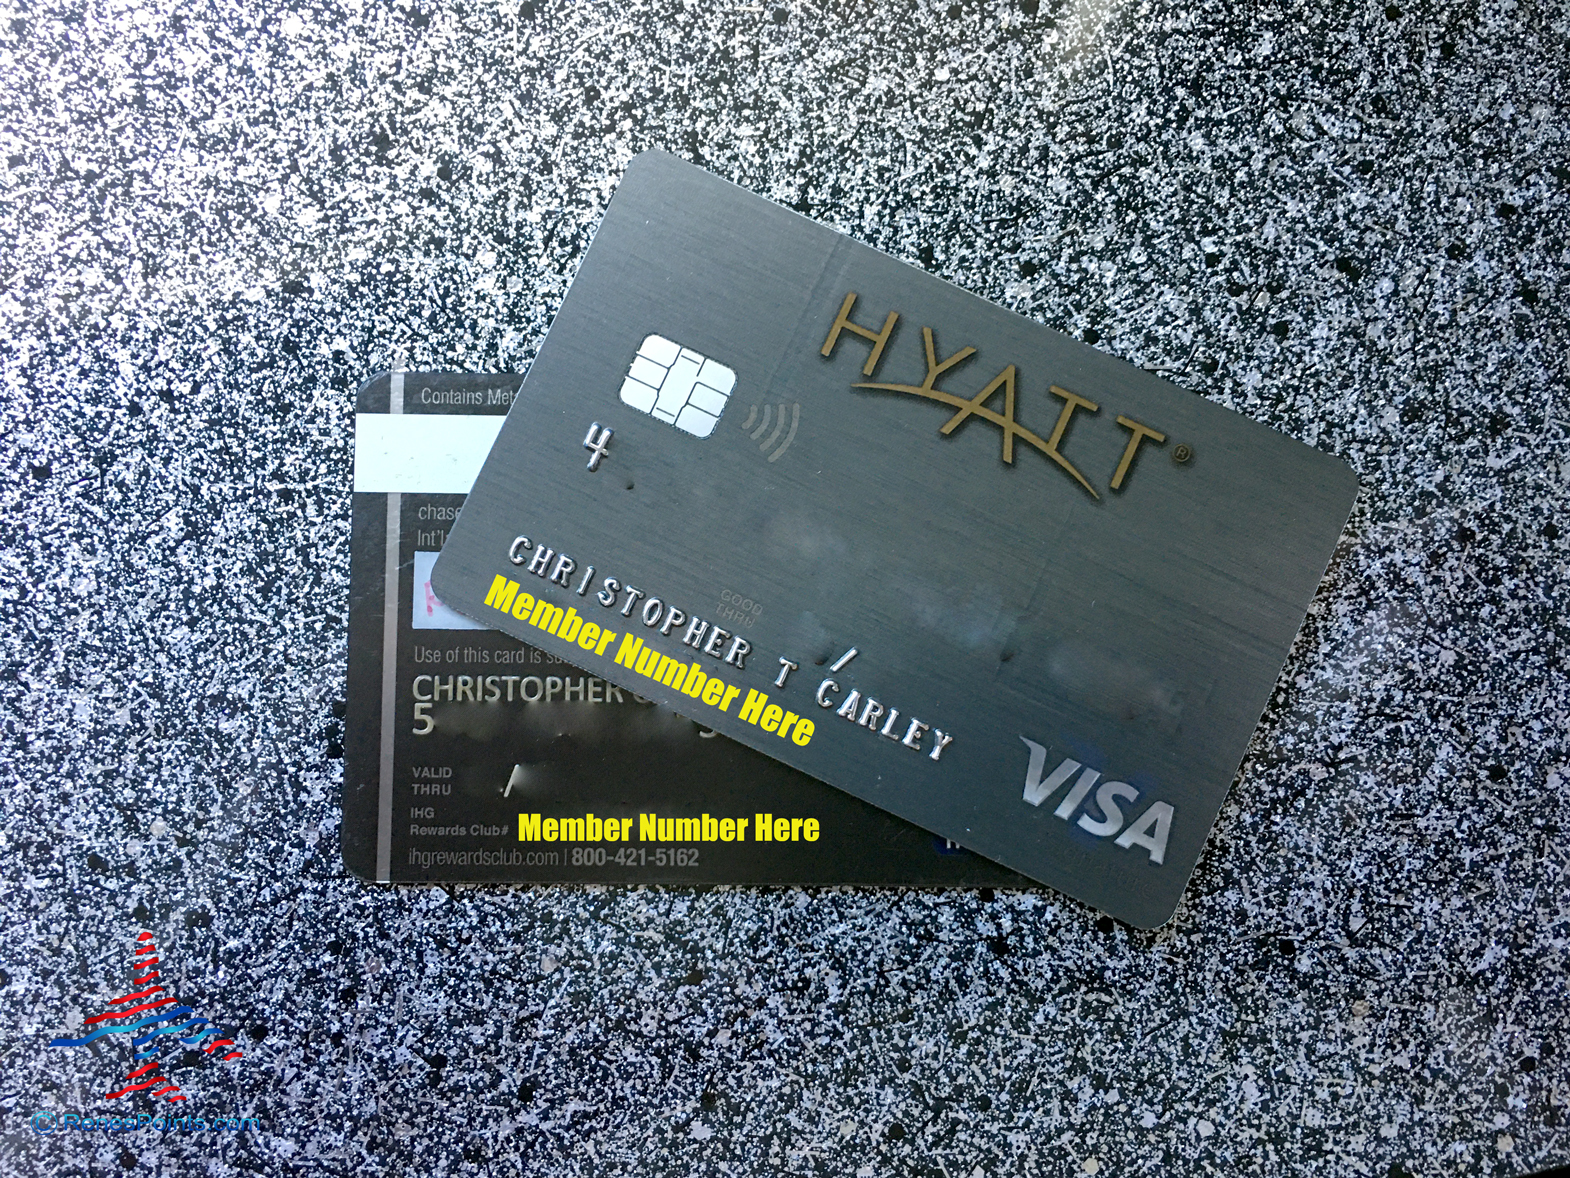 HYATT®
4
GOOD
THRU
/
CHRISTOPHER T CARLEY
Member Number Here
VISA
Contains Met
chase
Int'l
Use of this card is su
CHRISTOPHER
5
VALID
THRU
/
IHG
Rewards Club#
Member Number Here
ihgrewardsclub.com | 800-421-5162
© RenesPoints.com